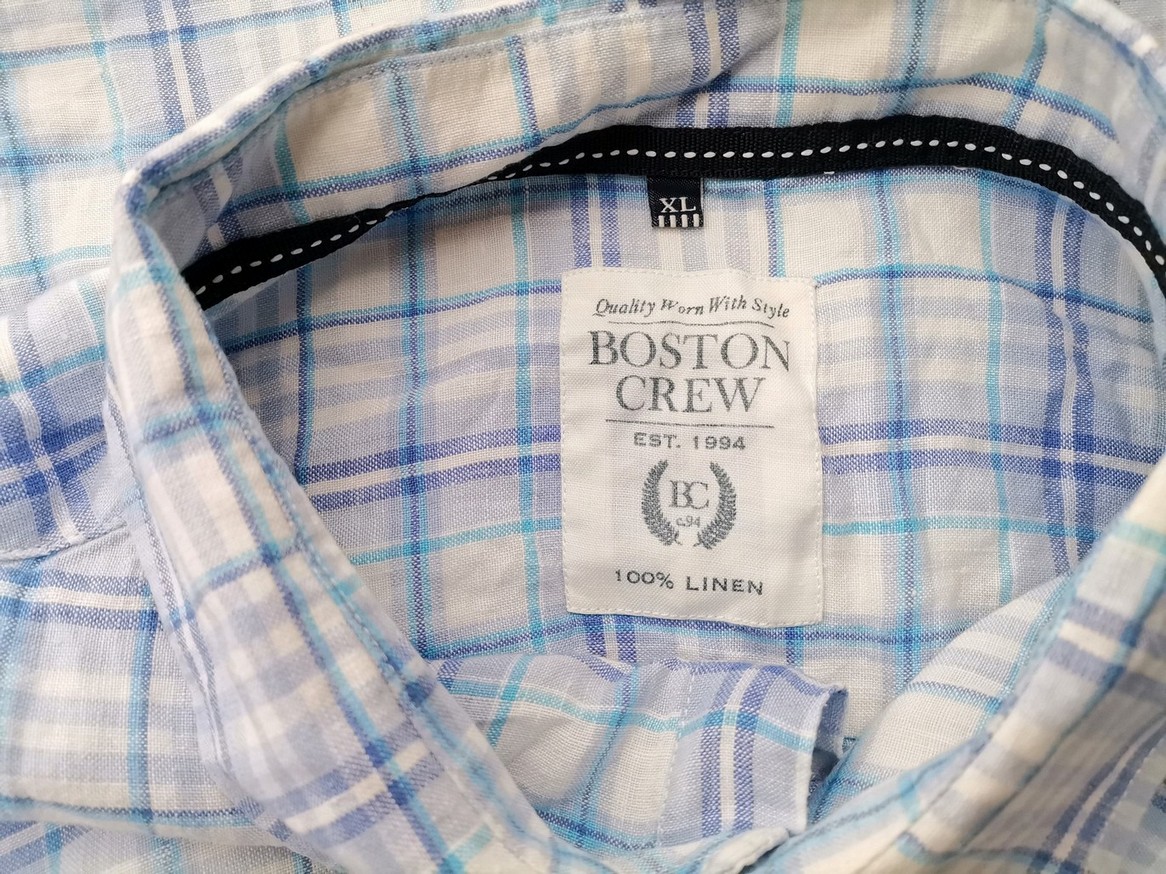 XL
Quality Worn With Style
BOSTON
CREW
EST. 1994
BC
c.94
100% LINEN